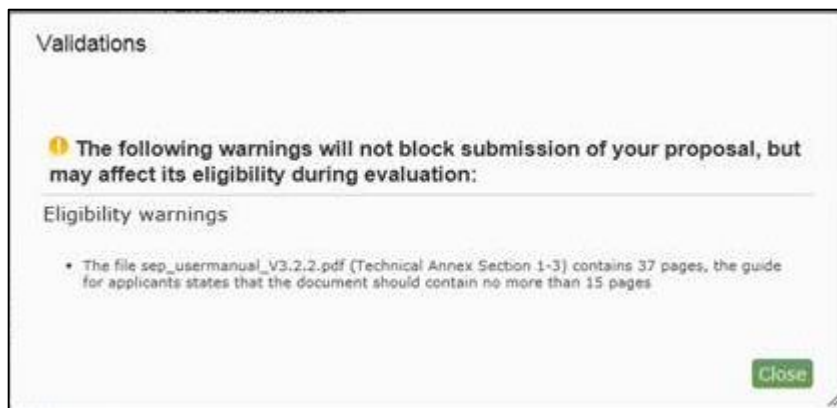 Validations
The following warnings will not block submission of your proposal, but
may affect its eligibility during evaluation:
Eligibility warnings
• The file sep_usermanual_V3.2.2.pdf (Technical Annex Section 1-3) contains 37 pages, the guide
for applicants states that the document should contain no more than 15 pages
Close